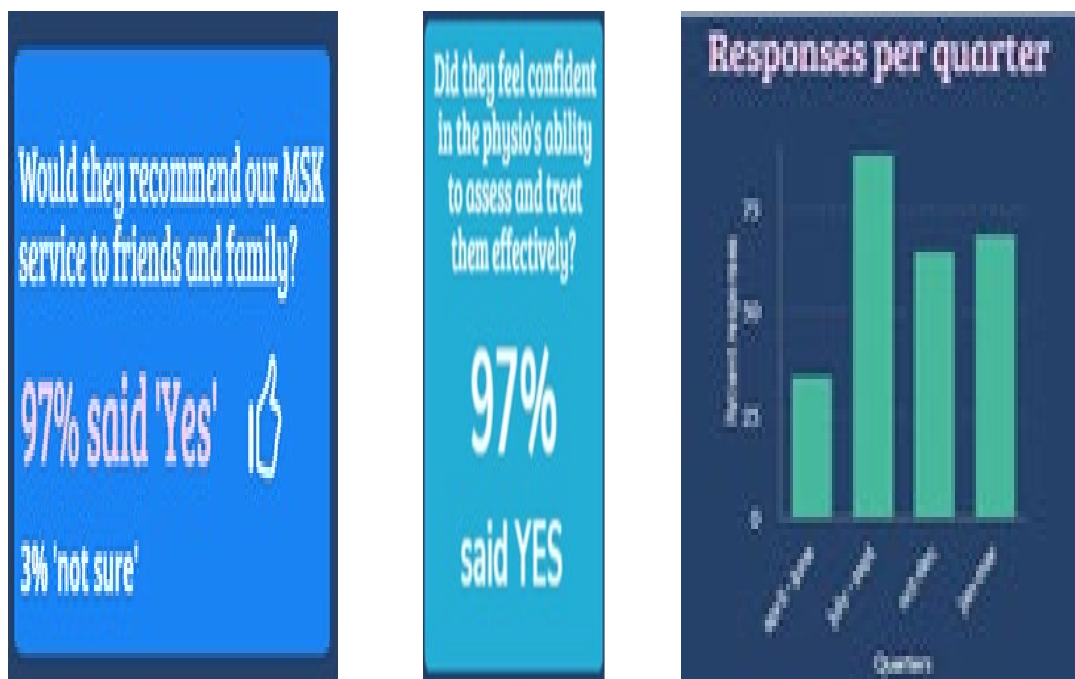 Would they recommend our MSK
service to friends and family?
97% said 'Yes'
3% 'not sure'
Did they feel confident
in the physio's ability
to assess and treat
them effectively?
97%
said YES
Responses per quarter
75
50
25
0
Quarters